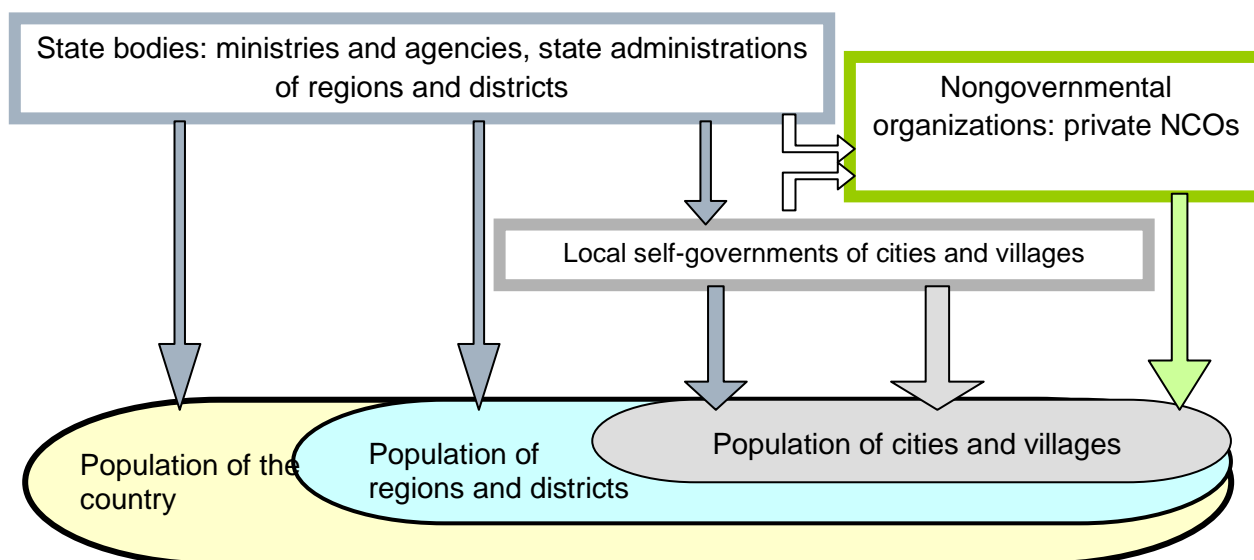 State bodies: ministries and agencies, state administrations
of regions and districts
Nongovernmental
organizations: private NCOs
Local self-governments of cities and villages
Population of the
country
Population of
regions and districts
Population of cities and villages